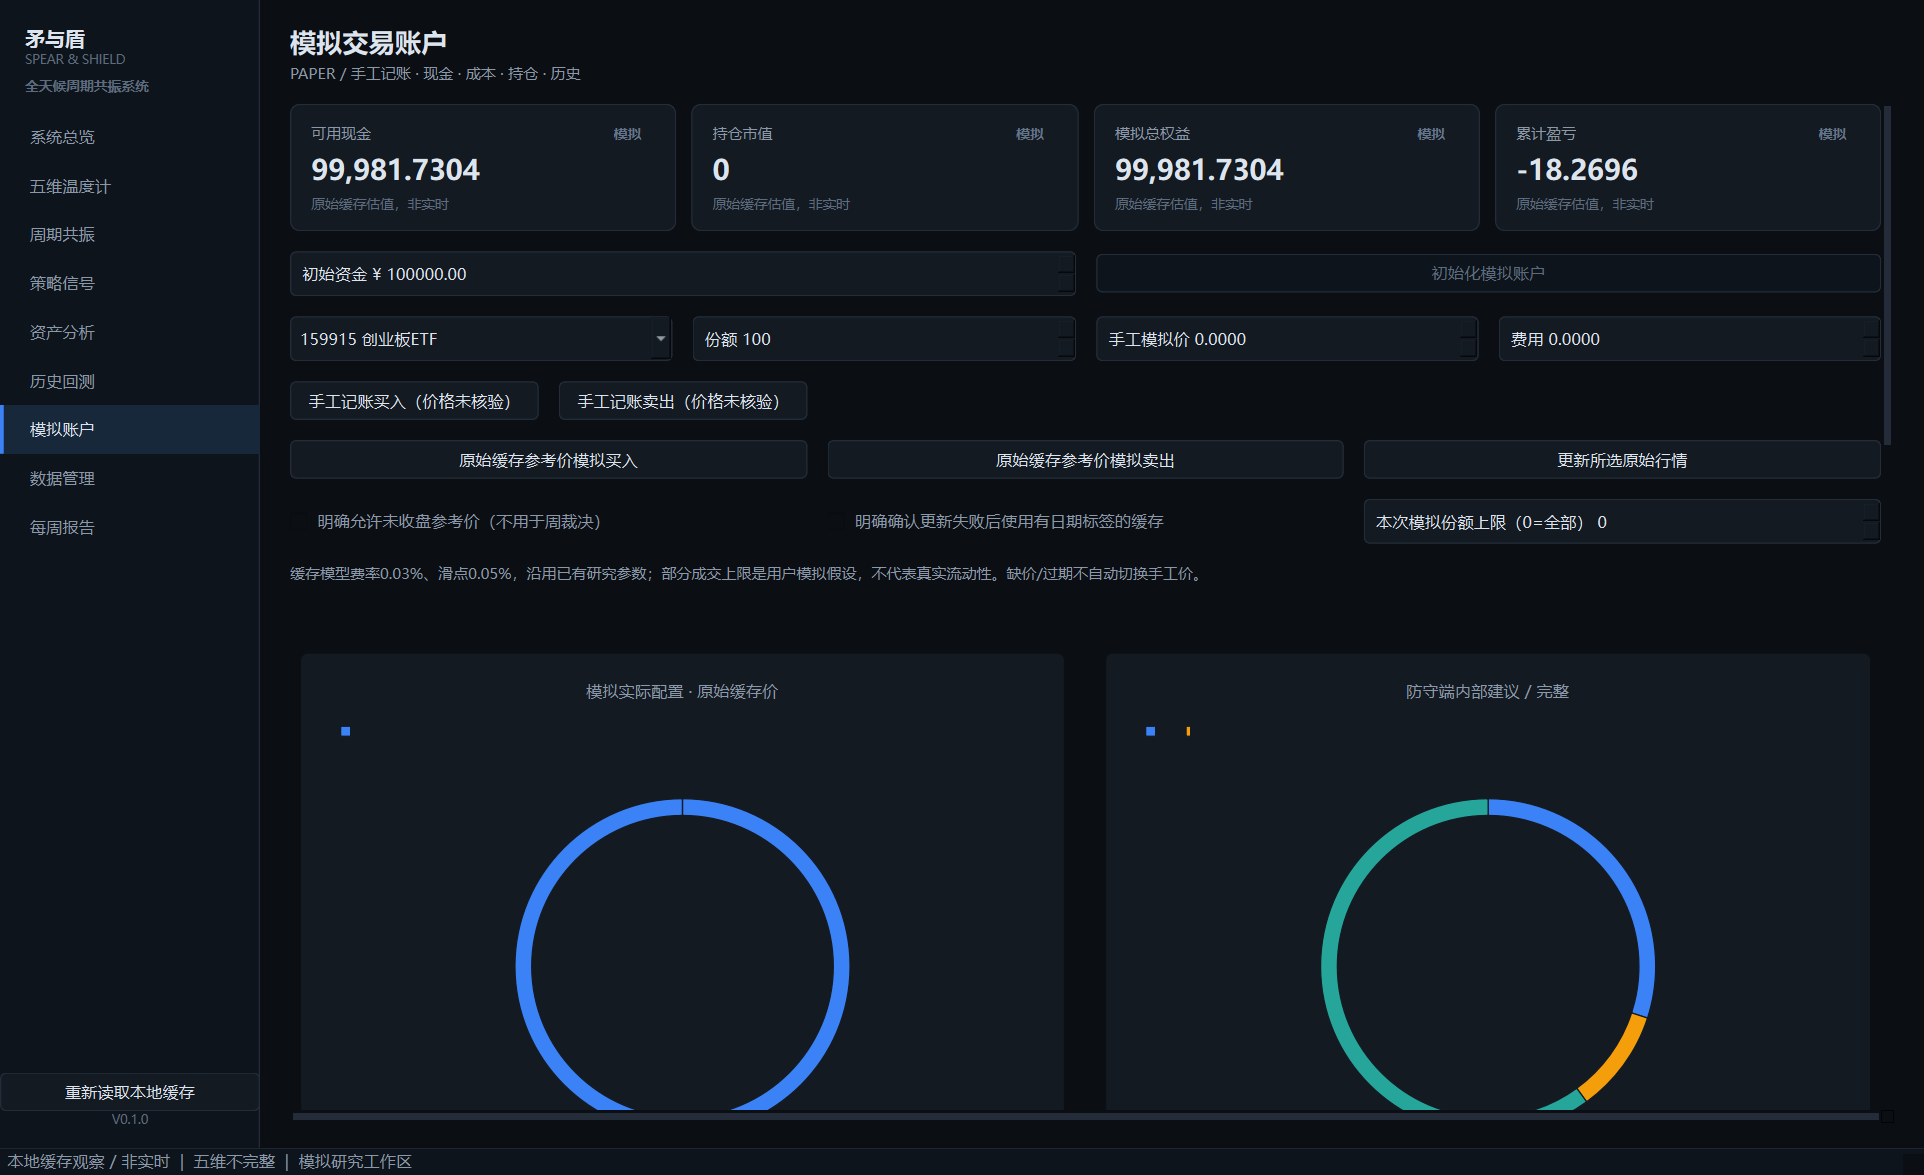 矛与盾
SPEAR & SHIELD
全天候周期共振系统
系统总览
五维温度计
周期共振
策略信号
资产分析
历史回测
模拟账户
数据管理
每周报告
重新读取本地缓存
V0.1.0
模拟交易账户
PAPER / 手工记账 · 现金 · 成本 · 持仓 · 历史
可用现金 模拟
99,981.7304
原始缓存估值，非实时
持仓市值 模拟
0
原始缓存估值，非实时
模拟总权益 模拟
99,981.7304
原始缓存估值，非实时
累计盈亏 模拟
-18.2696
原始缓存估值，非实时
初始资金 ¥ 100000.00
初始化模拟账户
159915 创业板ETF
份额 100
手工模拟价 0.0000
费用 0.0000
手工记账买入（价格未核验）
手工记账卖出（价格未核验）
原始缓存参考价模拟买入
原始缓存参考价模拟卖出
更新所选原始行情
明确允许未收盘参考价（不用于周裁决）
明确确认更新失败后使用有日期标签的缓存
本次模拟份额上限（0=全部） 0
缓存模型费率0.03%、滑点0.05%，沿用已有研究参数；部分成交上限是用户模拟假设，不代表真实流动性。缺价/过期不自动切换手工价。
模拟实际配置 · 原始缓存价
防守端内部建议 / 完整
本地缓存观察 / 非实时 | 五维不完整 | 模拟研究工作区